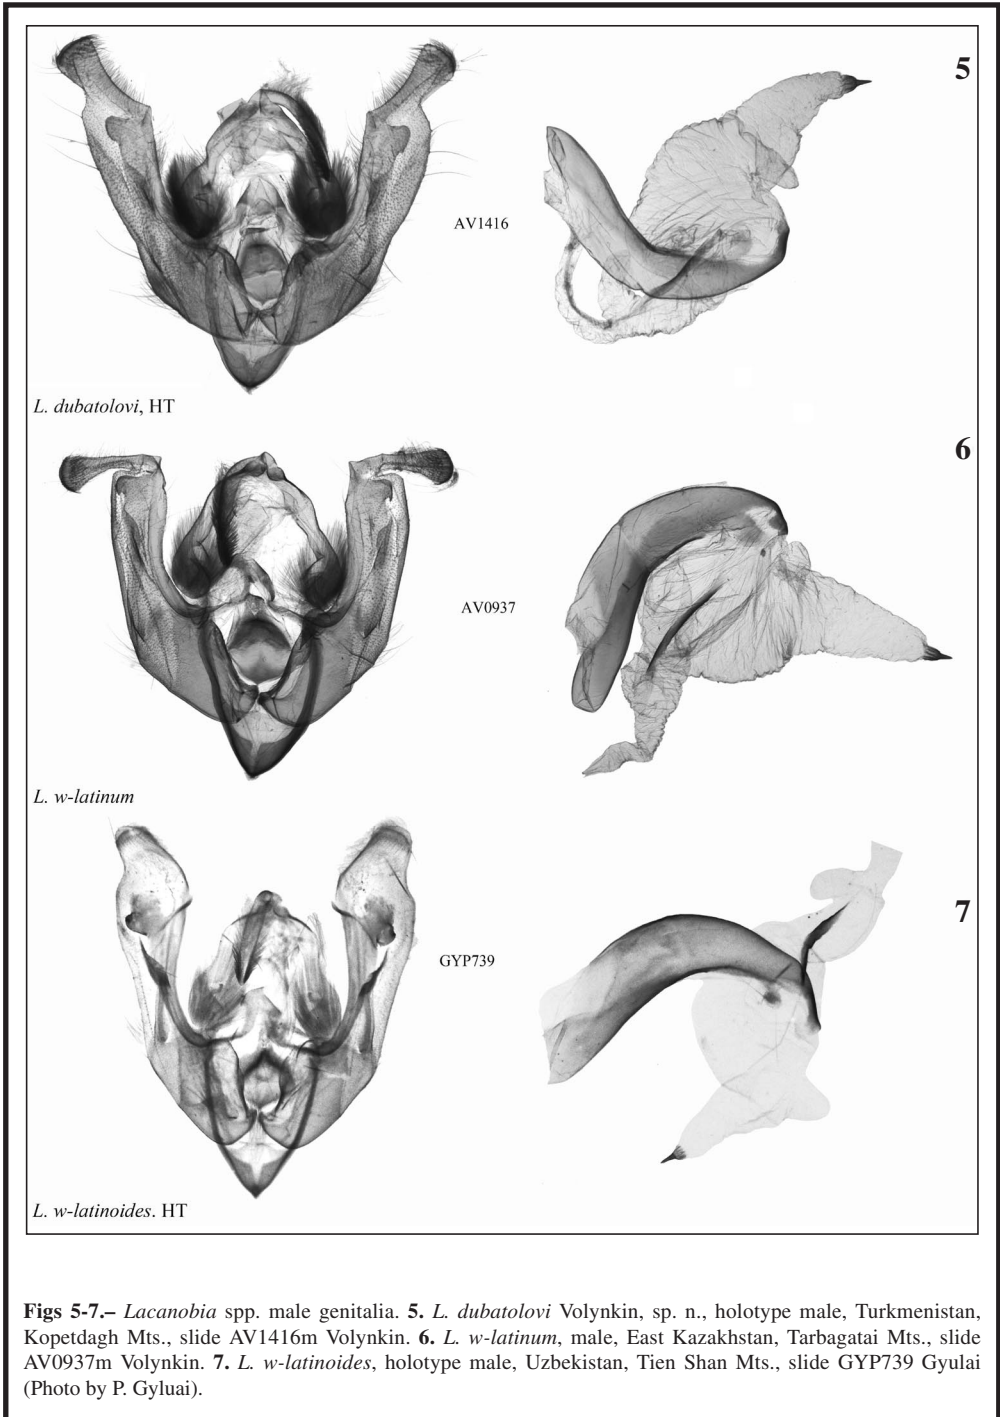 5
AV1416
L. dubatolovi, HT
6
AV0937
L. w-latinum
7
GYP739
L. w-latinoides. HT
Figs 5-7.– Lacanobia spp. male genitalia. 5. L. dubatolovi Volynkin, sp. n., holotype male, Turkmenistan,
Kopetdagh Mts., slide AV1416m Volynkin. 6. L. w-latinum, male, East Kazakhstan, Tarbagatai Mts., slide
AV0937m Volynkin. 7. L. w-latinoides, holotype male, Uzbekistan, Tien Shan Mts., slide GYP739 Gyulai
(Photo by P. Gyluai).